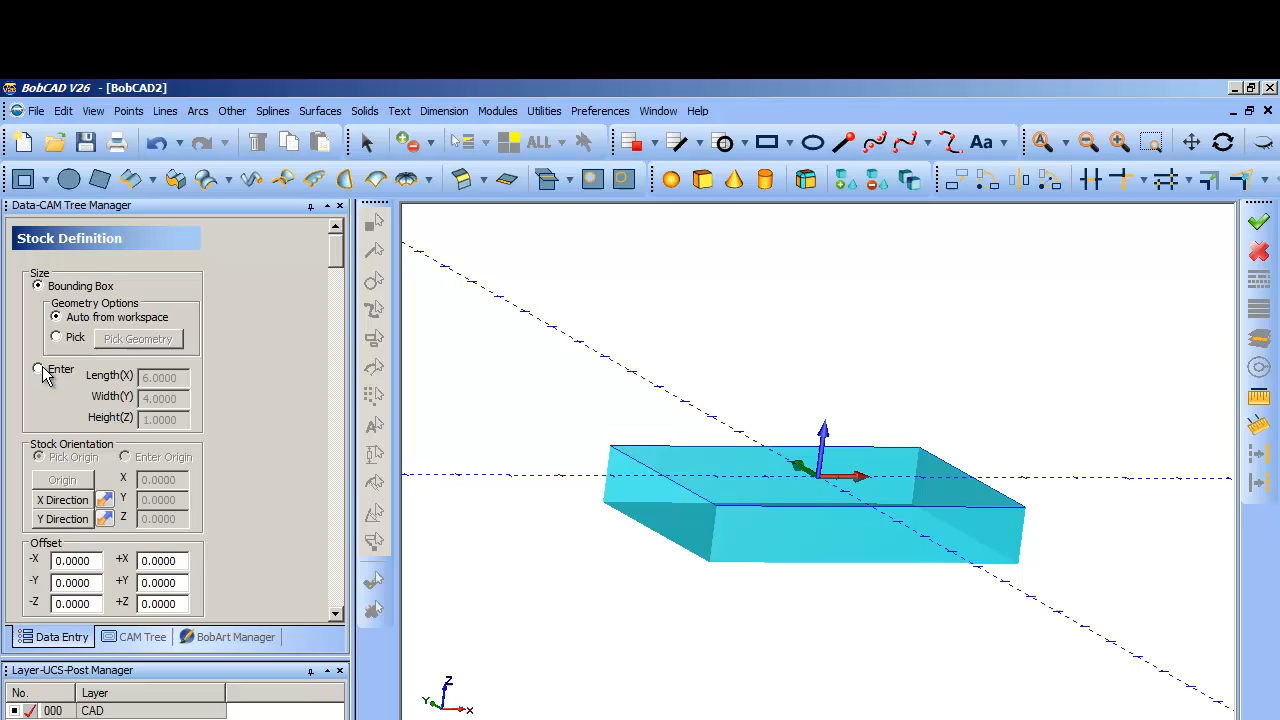 BobCAD V26 - [BobCAD2]
File Edit View Points Lines Arcs Other Splines Surfaces Solids Text Dimension Modules Utilities Preferences Window Help
ALL Aa
Data-CAM Tree Manager
Stock Definition
Size
Bounding Box
Geometry Options
Auto from workspace
Pick Pick Geometry
Enter
Length(X) 6.0000
Width(Y) 4.0000
Height(Z) 1.0000
Stock Orientation
Pick Origin Enter Origin
Origin X 0.0000
X Direction Y 0.0000
Y Direction Z 0.0000
Offset
-X 0.0000 +X 0.0000
-Y 0.0000 +Y 0.0000
-Z 0.0000 +Z 0.0000
Data Entry CAM Tree BobArt Manager
Layer-UCS-Post Manager
No. Layer
000 CAD
Z
Y
X